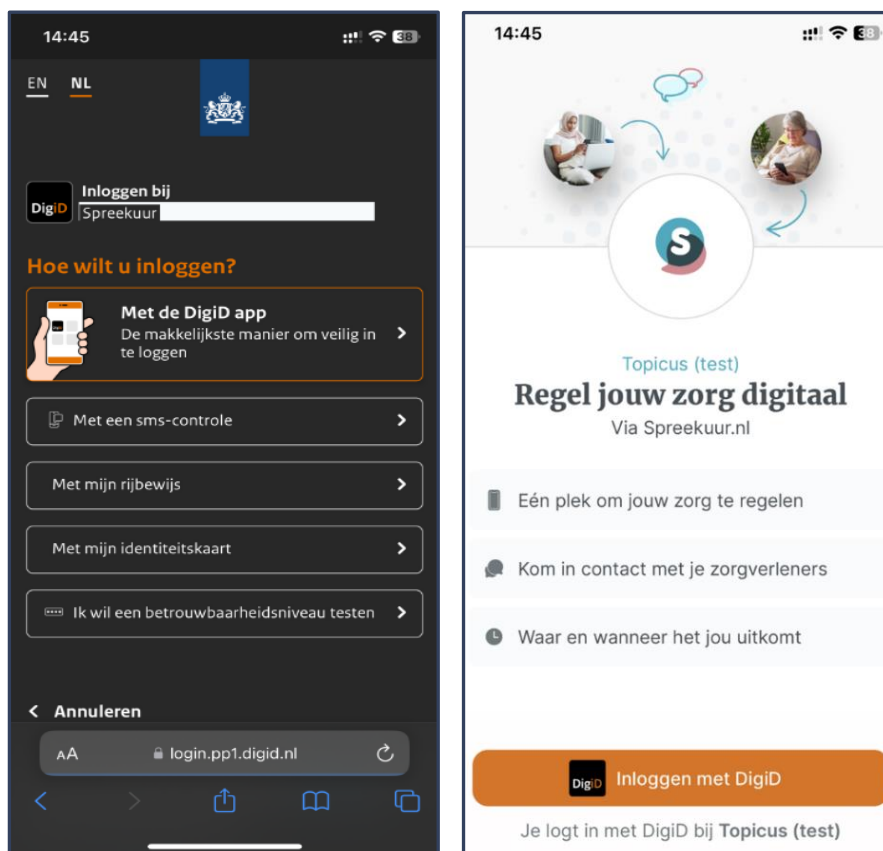 14:45
38
EN NL
DigiD
Inloggen bij
Spreekuur
Hoe wilt u inloggen?
Met de DigiD app
De makkelijkste manier om veilig in
te loggen
Met een sms-controle
Met mijn rijbewijs
Met mijn identiteitskaart
Ik wil een betrouwbaarheidsniveau testen
Annuleren
AA login.pp1.digid.nl
14:45
38
S
Topicus (test)
Regel jouw zorg digitaal
Via Spreekuur.nl
Eén plek om jouw zorg te regelen
Kom in contact met je zorgverleners
Waar en wanneer het jou uitkomt
DigiD Inloggen met DigiD
Je logt in met DigiD bij Topicus (test)